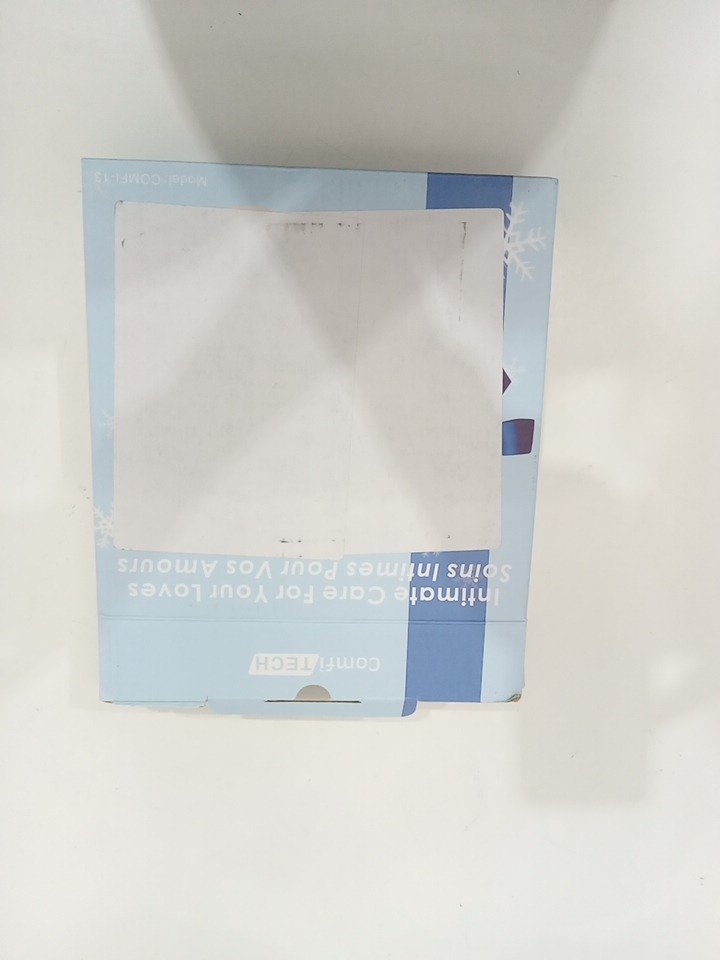 ComfiTECH
Intimate Care For Your Loves
Soins Intimes Pour Vos Amours
Model: COMFI-13